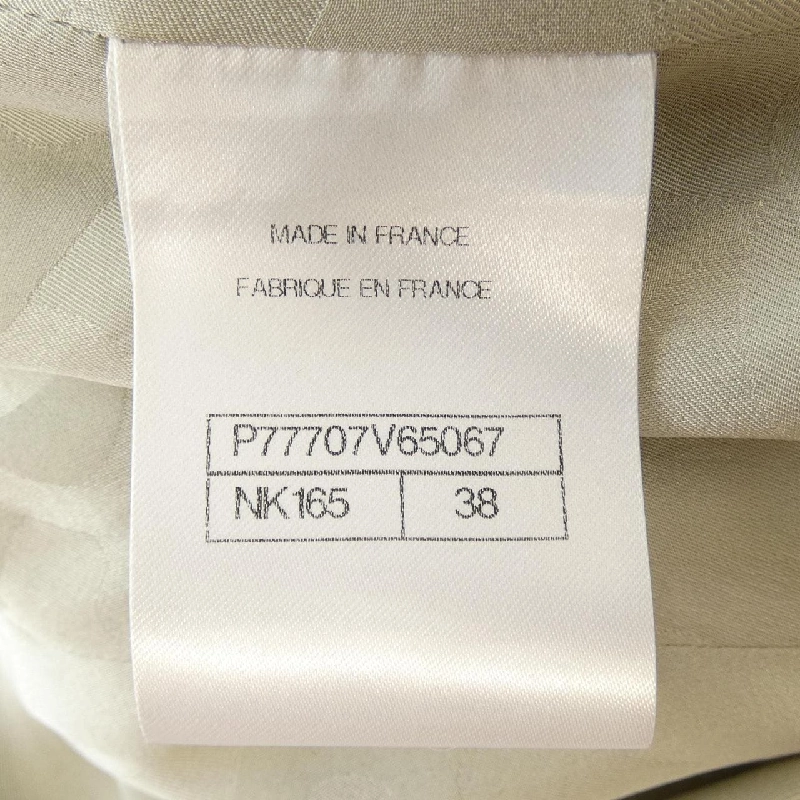 MADE IN FRANCE
FABRIQUE EN FRANCE
P77707V65067
NK165 38